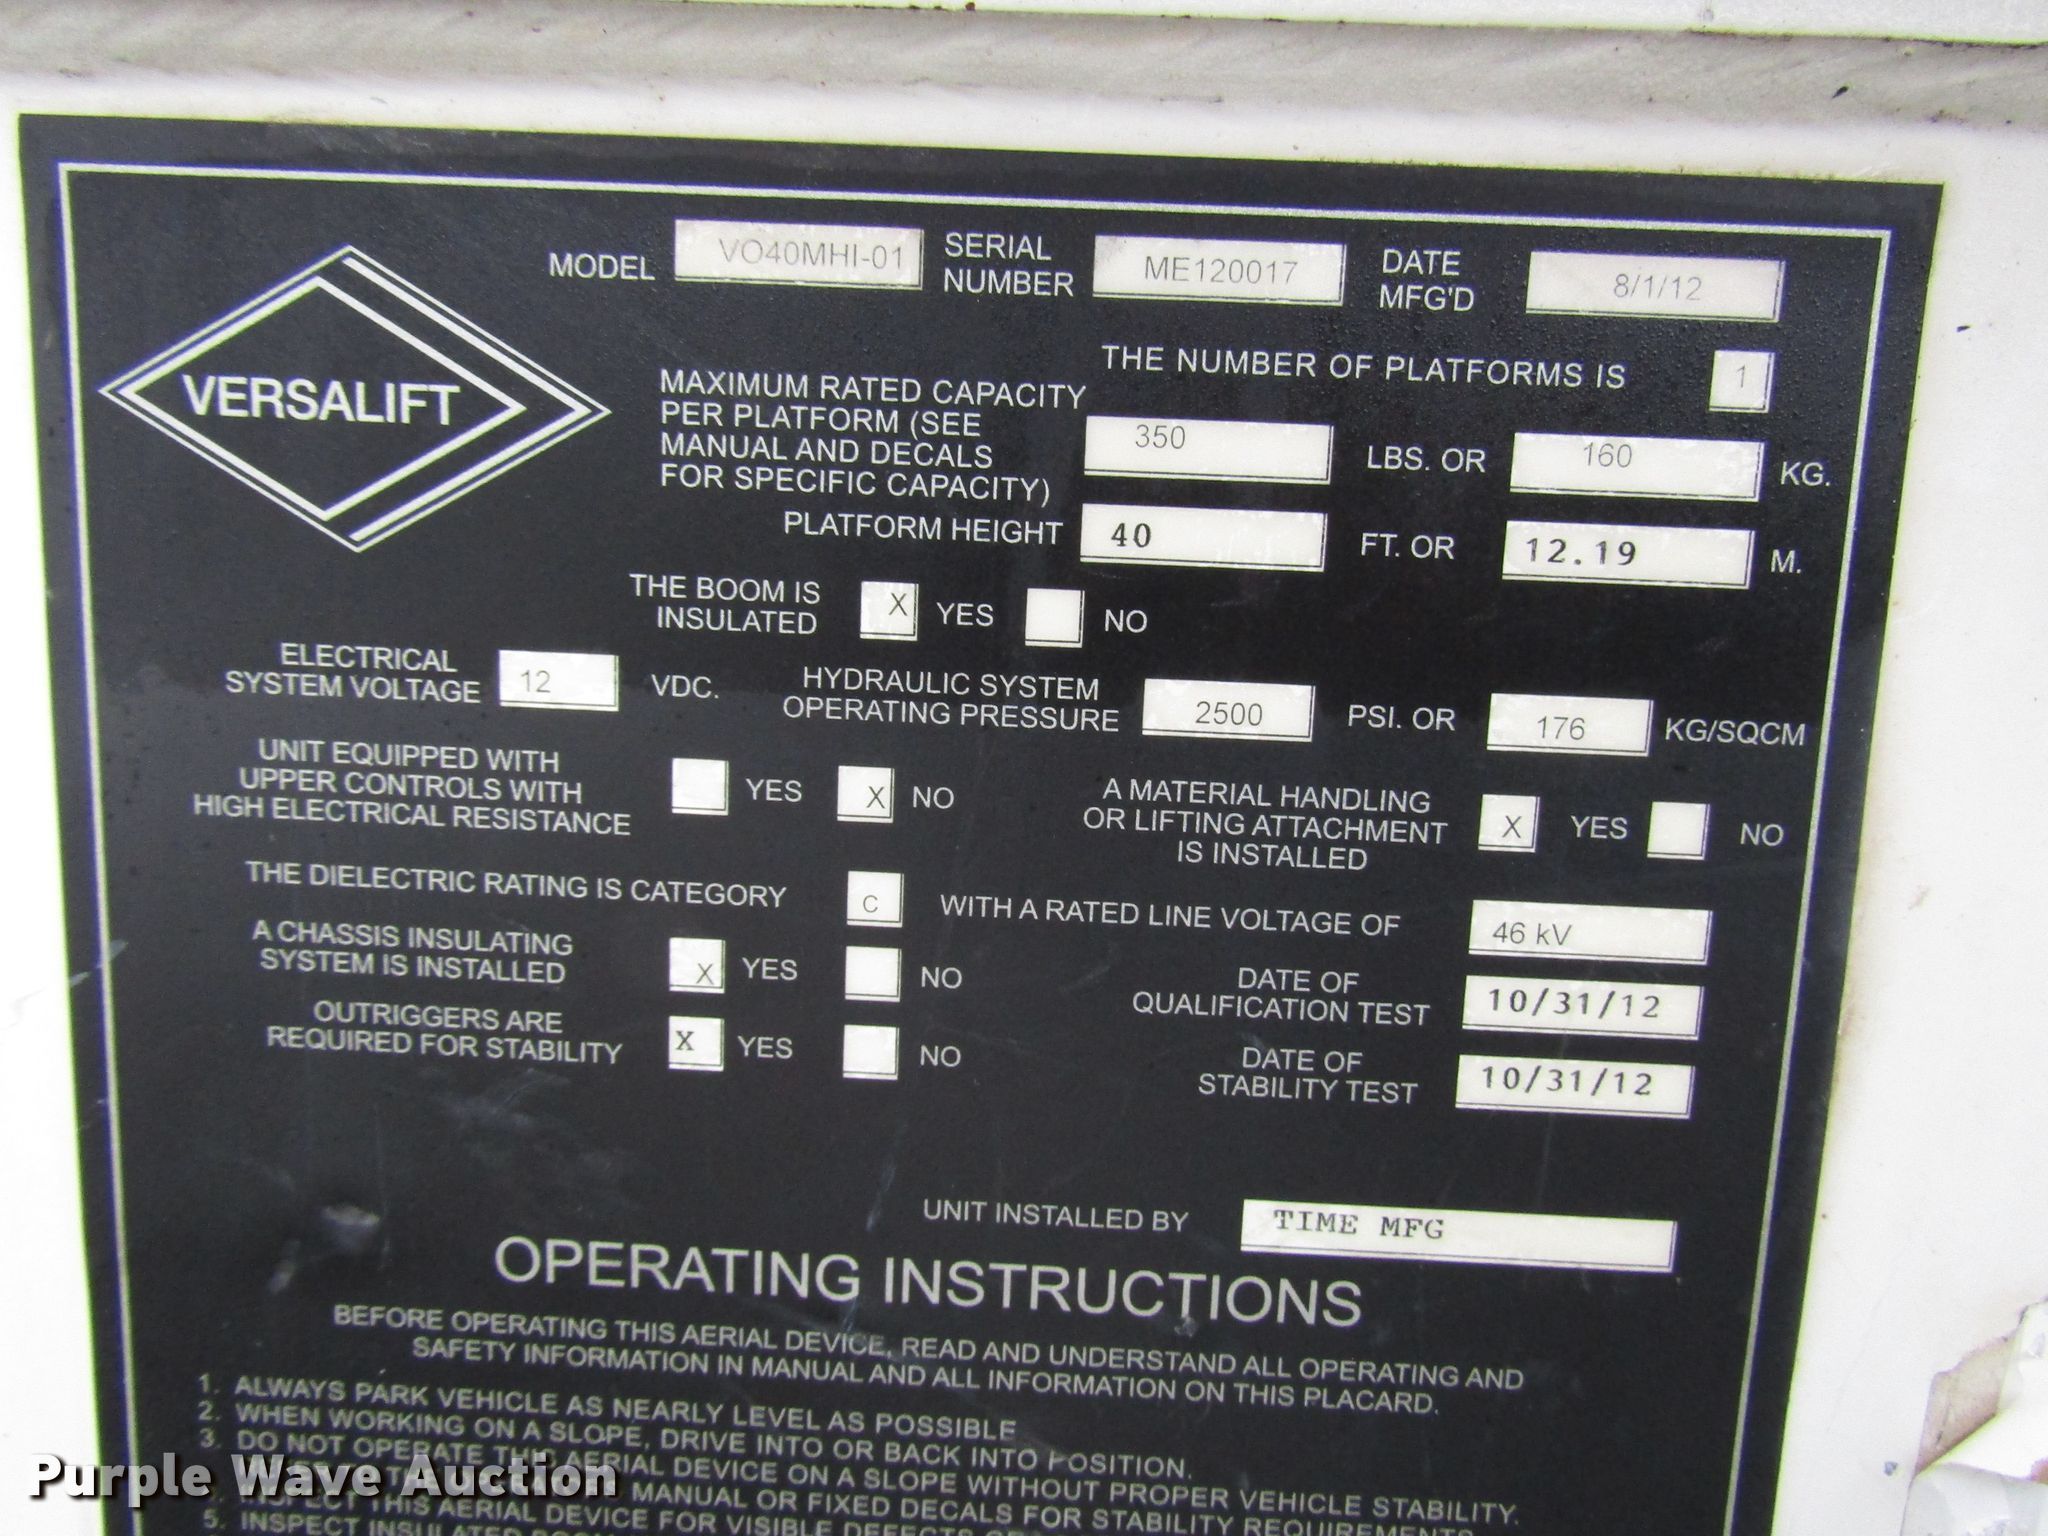 VERSALIFT
MODEL VO40MHI-01 SERIAL NUMBER ME120017 DATE MFG'D 8/1/12
THE NUMBER OF PLATFORMS IS 1
MAXIMUM RATED CAPACITY
PER PLATFORM (SEE
MANUAL AND DECALS
FOR SPECIFIC CAPACITY) 350 LBS. OR 160 KG.
PLATFORM HEIGHT 40 FT. OR 12.19 M.
THE BOOM IS
INSULATED X YES NO
ELECTRICAL
SYSTEM VOLTAGE 12 VDC.
HYDRAULIC SYSTEM
OPERATING PRESSURE 2500 PSI. OR 176 KG/SQCM
UNIT EQUIPPED WITH
UPPER CONTROLS WITH
HIGH ELECTRICAL RESISTANCE YES X NO
A MATERIAL HANDLING
OR LIFTING ATTACHMENT
IS INSTALLED X YES NO
THE DIELECTRIC RATING IS CATEGORY C WITH A RATED LINE VOLTAGE OF 46 kV
A CHASSIS INSULATING
SYSTEM IS INSTALLED X YES NO
DATE OF
QUALIFICATION TEST 10/31/12
OUTRIGGERS ARE
REQUIRED FOR STABILITY X YES NO
DATE OF
STABILITY TEST 10/31/12
UNIT INSTALLED BY TIME MFG
OPERATING INSTRUCTIONS
BEFORE OPERATING THIS AERIAL DEVICE, READ AND UNDERSTAND ALL OPERATING AND
SAFETY INFORMATION IN MANUAL AND ALL INFORMATION ON THIS PLACARD.
1. ALWAYS PARK VEHICLE AS NEARLY LEVEL AS POSSIBLE
2. WHEN WORKING ON A SLOPE, DRIVE INTO OR BACK INTO POSITION.
3. DO NOT OPERATE THIS AERIAL DEVICE ON A SLOPE WITHOUT PROPER VEHICLE STABILITY.
MANUAL OR FIXED DECALS FOR STABILITY REQUIREMENTS.
INSPECT THIS AERIAL DEVICE FOR VISIBLE DEFECTS
5. INSPECT INSULATED
Purple Wave Auction